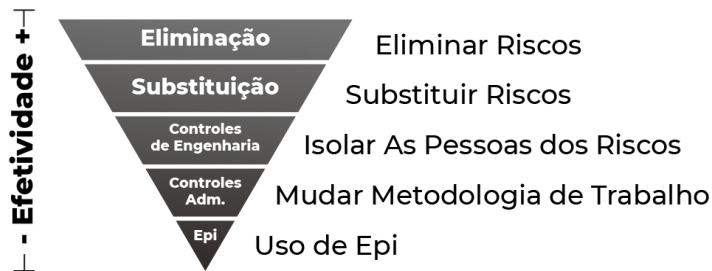 - Efetividade +
Eliminação
Eliminar Riscos
Substituição
Substituir Riscos
Controles
de Engenharia
Isolar As Pessoas dos Riscos
Controles
Adm.
Mudar Metodologia de Trabalho
Epi
Uso de Epi